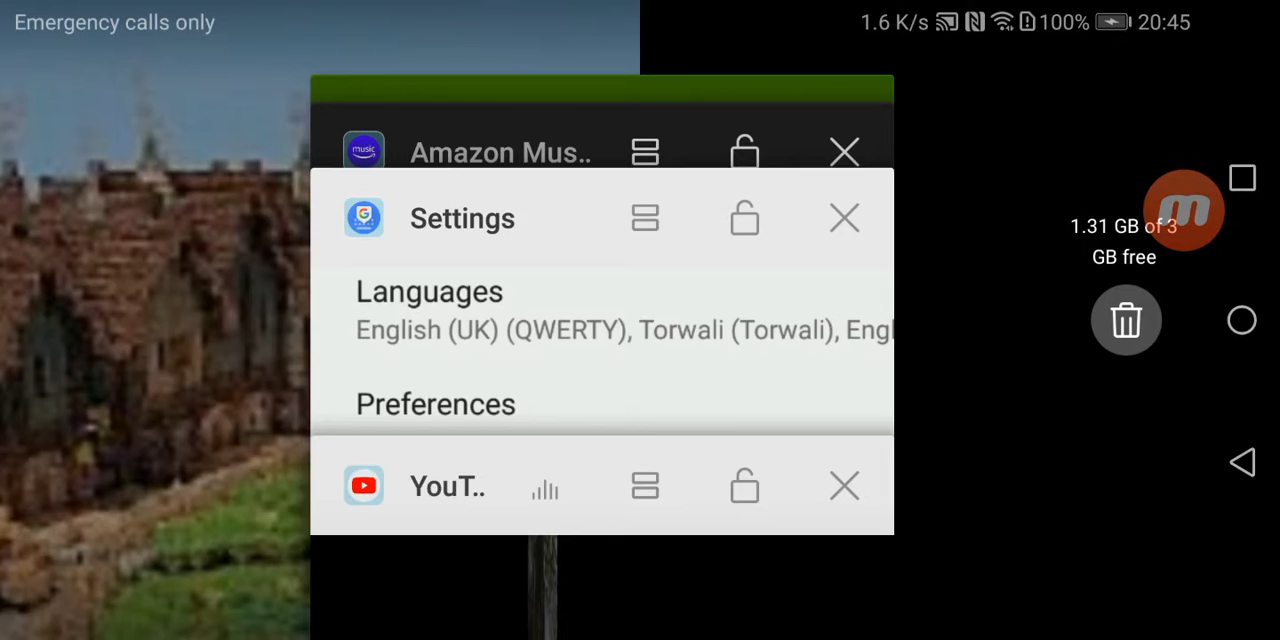 Emergency calls only
1.6 K/s
100%
20:45
music
Amazon Mus..
Settings
Languages
English (UK) (QWERTY), Torwali (Torwali), Engl
Preferences
YouT..
1.31 GB of 3
GB free